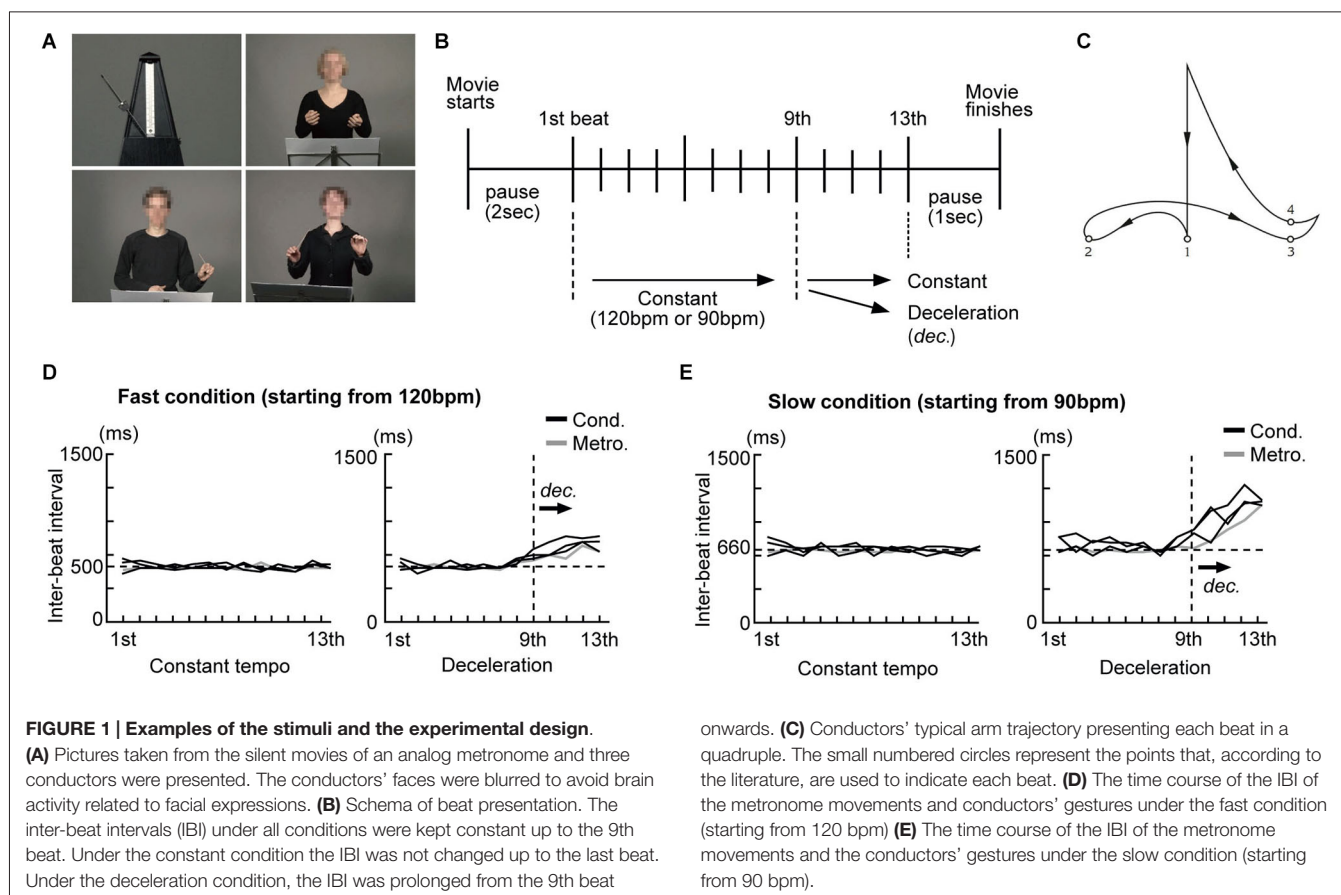 A
B
C
Movie
starts
1st beat
9th
13th
Movie
finishes
pause
(2sec)
pause
(1sec)
Constant
(120bpm or 90bpm)
Constant
Deceleration
(dec.)
4
2
1
3
D
Fast condition (starting from 120bpm)
Cond.
Metro.
(ms)
1500
500
0
Inter-beat interval
1st
13th
Constant tempo
(ms)
1500
0
dec.
9th
13th
Deceleration
E
Slow condition (starting from 90bpm)
Cond.
Metro.
(ms)
1500
660
0
Inter-beat interval
1st
13th
Constant tempo
(ms)
1500
0
dec.
9th
13th
Deceleration
FIGURE 1 | Examples of the stimuli and the experimental design.
(A) Pictures taken from the silent movies of an analog metronome and three
conductors were presented. The conductors' faces were blurred to avoid brain
activity related to facial expressions. (B) Schema of beat presentation. The
inter-beat intervals (IBI) under all conditions were kept constant up to the 9th
beat. Under the constant condition the IBI was not changed up to the last beat.
Under the deceleration condition, the IBI was prolonged from the 9th beat
onwards. (C) Conductors' typical arm trajectory presenting each beat in a
quadruple. The small numbered circles represent the points that, according to
the literature, are used to indicate each beat. (D) The time course of the IBI of
the metronome movements and conductors' gestures under the fast condition
(starting from 120 bpm) (E) The time course of the IBI of the metronome
movements and the conductors' gestures under the slow condition (starting
from 90 bpm).